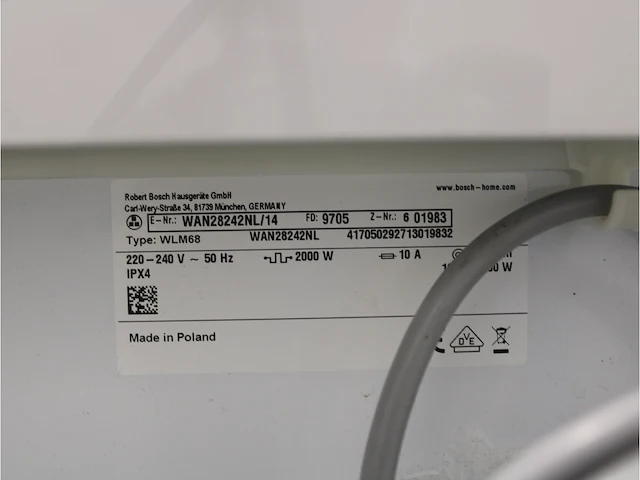 Robert Bosch Hausgeräte GmbH
www.bosch-home.com
Carl-Wery-Straße 34, 81739 München, GERMANY
E-Nr.: WAN28242NL/14 FD: 9705 Z-Nr.: 6 01983
Type: WLM68 WAN28242NL 417050292713019832
220-240 V ~ 50 Hz 2000 W 10 A
IPX4 W
Made in Poland
DVE